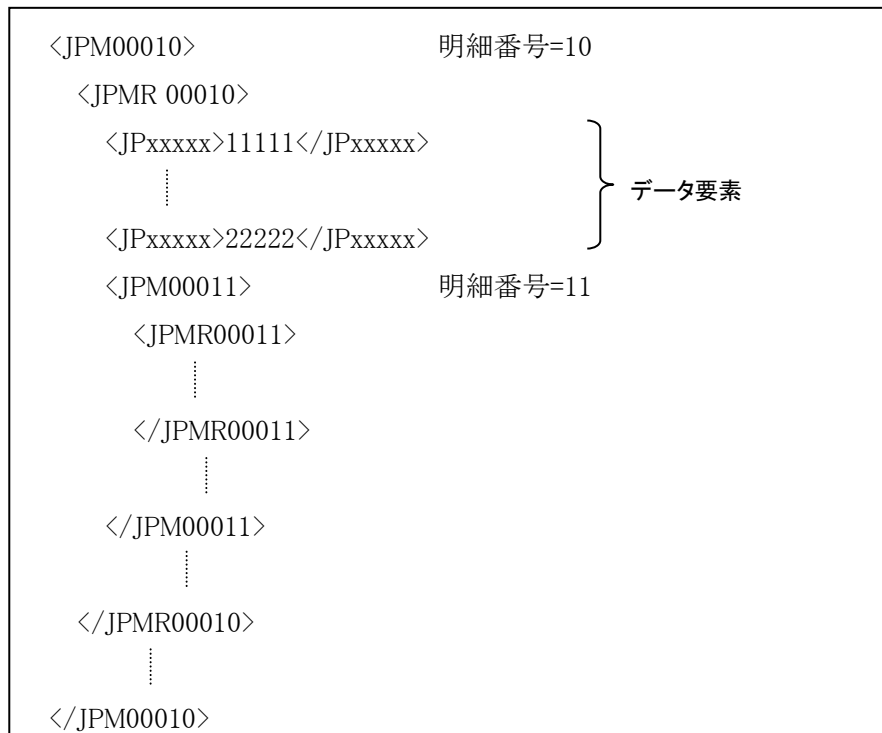 <JPM00010> 明細番号=10
<JPMR 00010>
<JPxxxxx>11111</JPxxxxx>
データ要素
<JPxxxxx>22222</JPxxxxx>
<JPM00011> 明細番号=11
<JPMR00011>
</JPMR00011>
</JPM00011>
</JPMR00010>
</JPM00010>